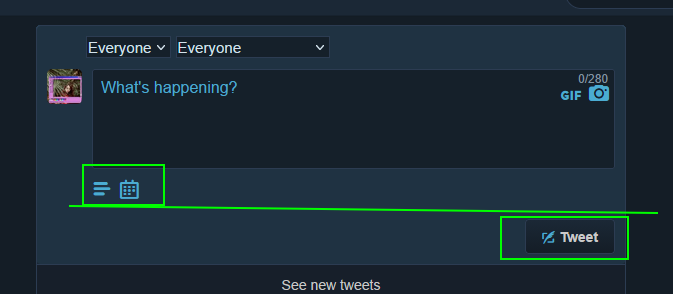 Everyone Everyone
What's happening?
0/280
GIF
Tweet
See new tweets